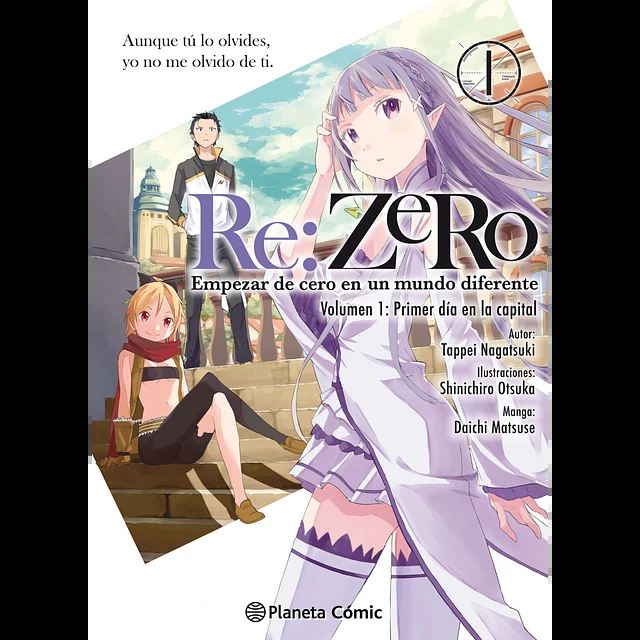 Aunque tú lo olvides,
yo no me olvido de ti.
1
Re: ZeRo
Empezar de cero en un mundo diferente
Volumen 1: Primer día en la capital
Autor:
Tappei Nagatsuki
Ilustraciones:
Shinichiro Otsuka
Manga:
Daichi Matsuse
Planeta Cómic